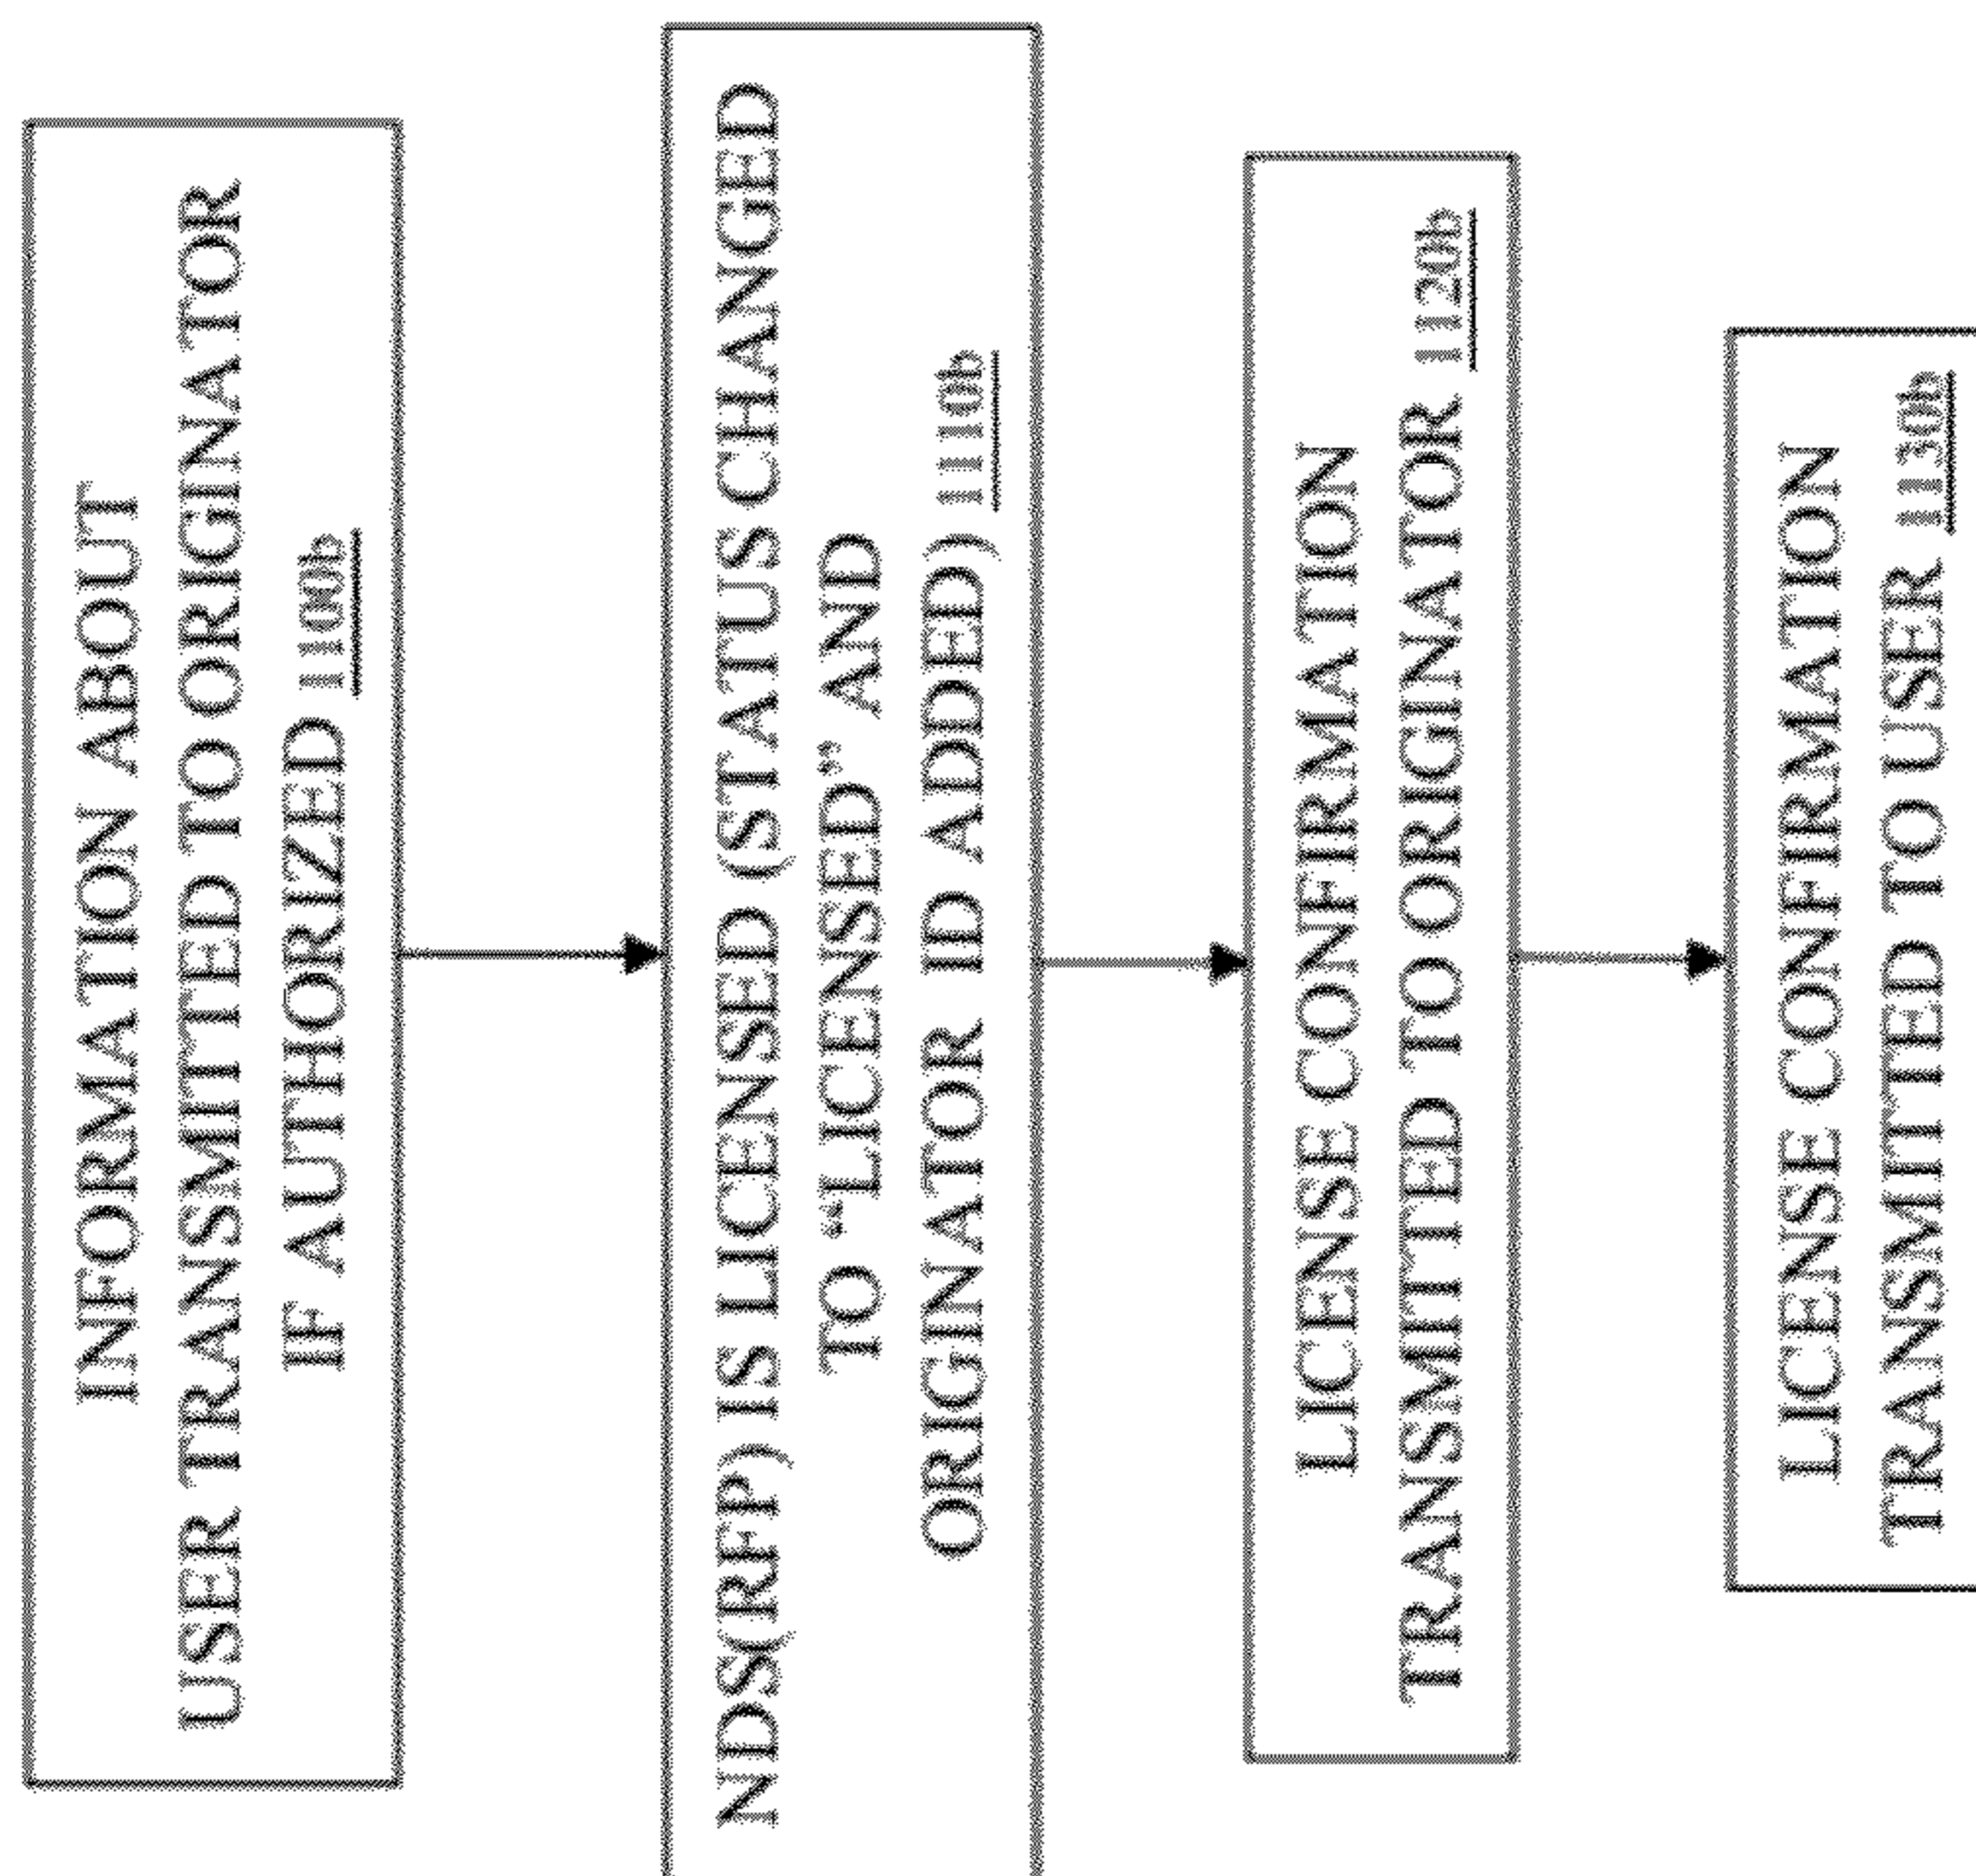 INFORMATION ABOUT
USER TRANSMITTED TO ORIGINATOR
IF AUTHORIZED 1100b
NDS(RFP) IS LICENSED (STATUS CHANGED
TO “LICENSED” AND
ORIGINATOR ID ADDED) 1110b
LICENSE CONFIRMATION
TRANSMITTED TO ORIGINATOR 1120b
LICENSE CONFIRMATION
TRANSMITTED TO USER 1130b